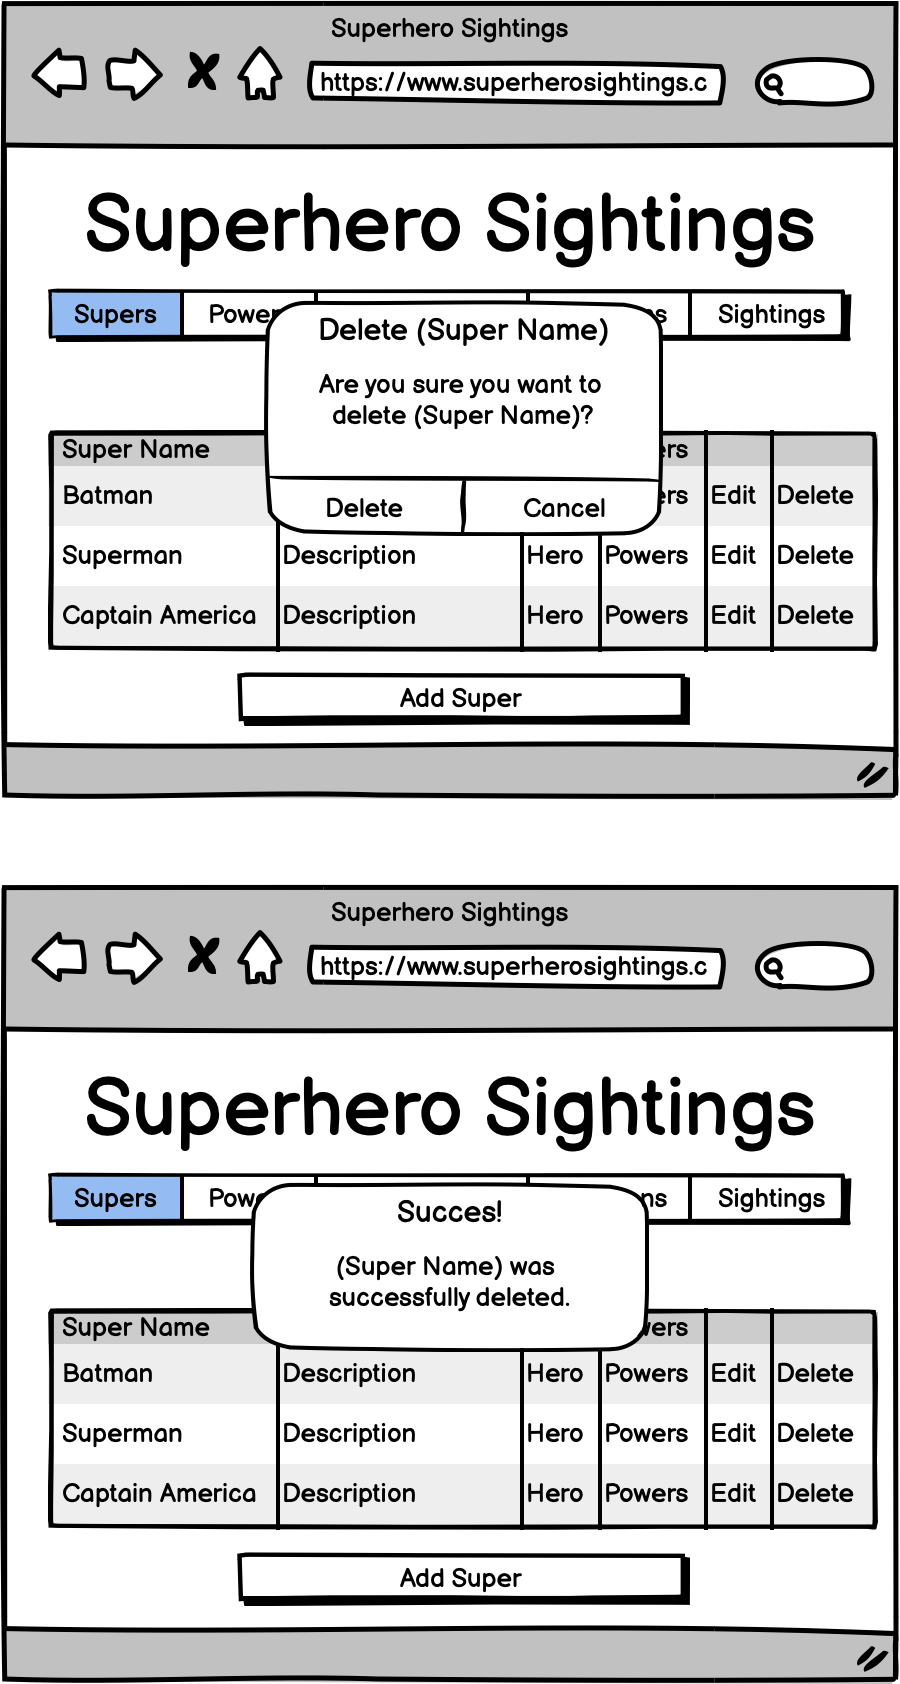 Superhero Sightings
https://www.superherosightings.c
Superhero Sightings
Supers Sightings
Delete (Super Name)
Are you sure you want to
delete (Super Name)?
Delete Cancel
Super Name
Batman Edit Delete
Superman Description Hero Powers Edit Delete
Captain America Description Hero Powers Edit Delete
Add Super
Superhero Sightings
https://www.superherosightings.c
Superhero Sightings
Supers Sightings
Succes!
(Super Name) was
successfully deleted.
Super Name
Batman Description Hero Powers Edit Delete
Superman Description Hero Powers Edit Delete
Captain America Description Hero Powers Edit Delete
Add Super